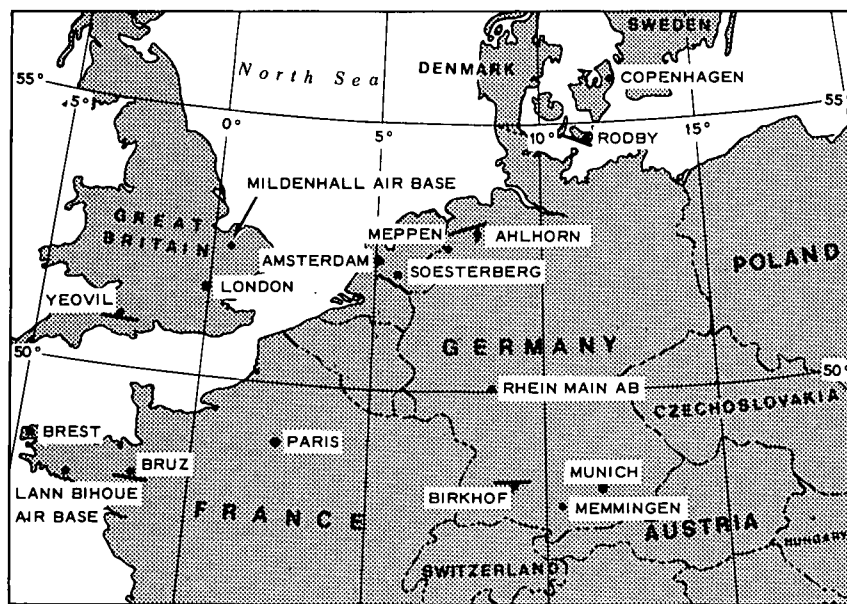 SWEDEN
North Sea
DENMARK
COPENHAGEN
55°
55°
5°
0°
5°
10°
15°
RODBY
MILDENHALL AIR BASE
GREAT
BRITAIN
MEPPEN
AHLHORN
AMSTERDAM
SOESTERBERG
POLAND
LONDON
YEOVIL
GERMANY
50°
50°
RHEIN MAIN AB
CZECHOSLOVAKIA
BREST
PARIS
BRUZ
MUNICH
LANN BIHOUE
AIR BASE
BIRKHOF
MEMMINGEN
FRANCE
AUSTRIA
HUNGARY
SWITZERLAND